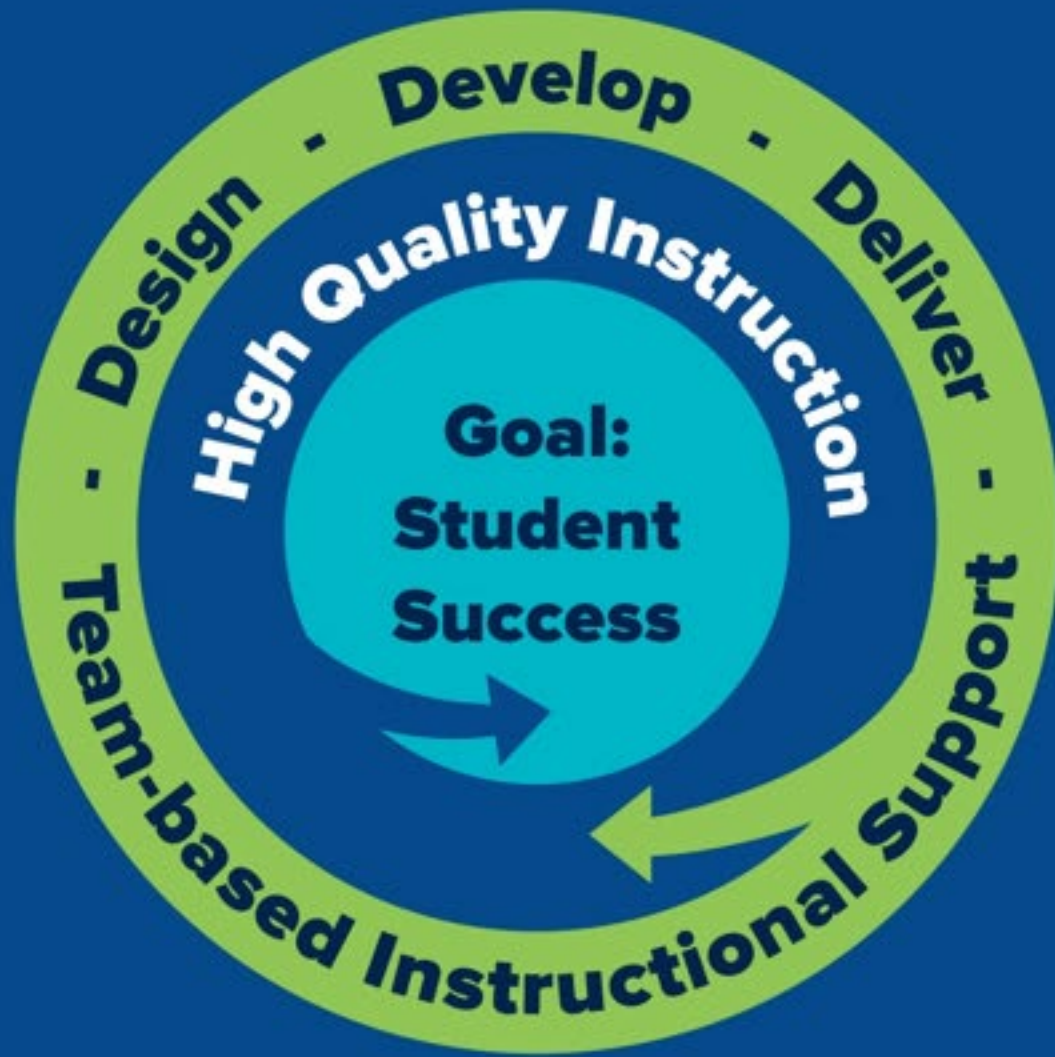 - Design - Develop - Deliver -
Team-based Instructional Support
High Quality Instruction
Goal:
Student
Success